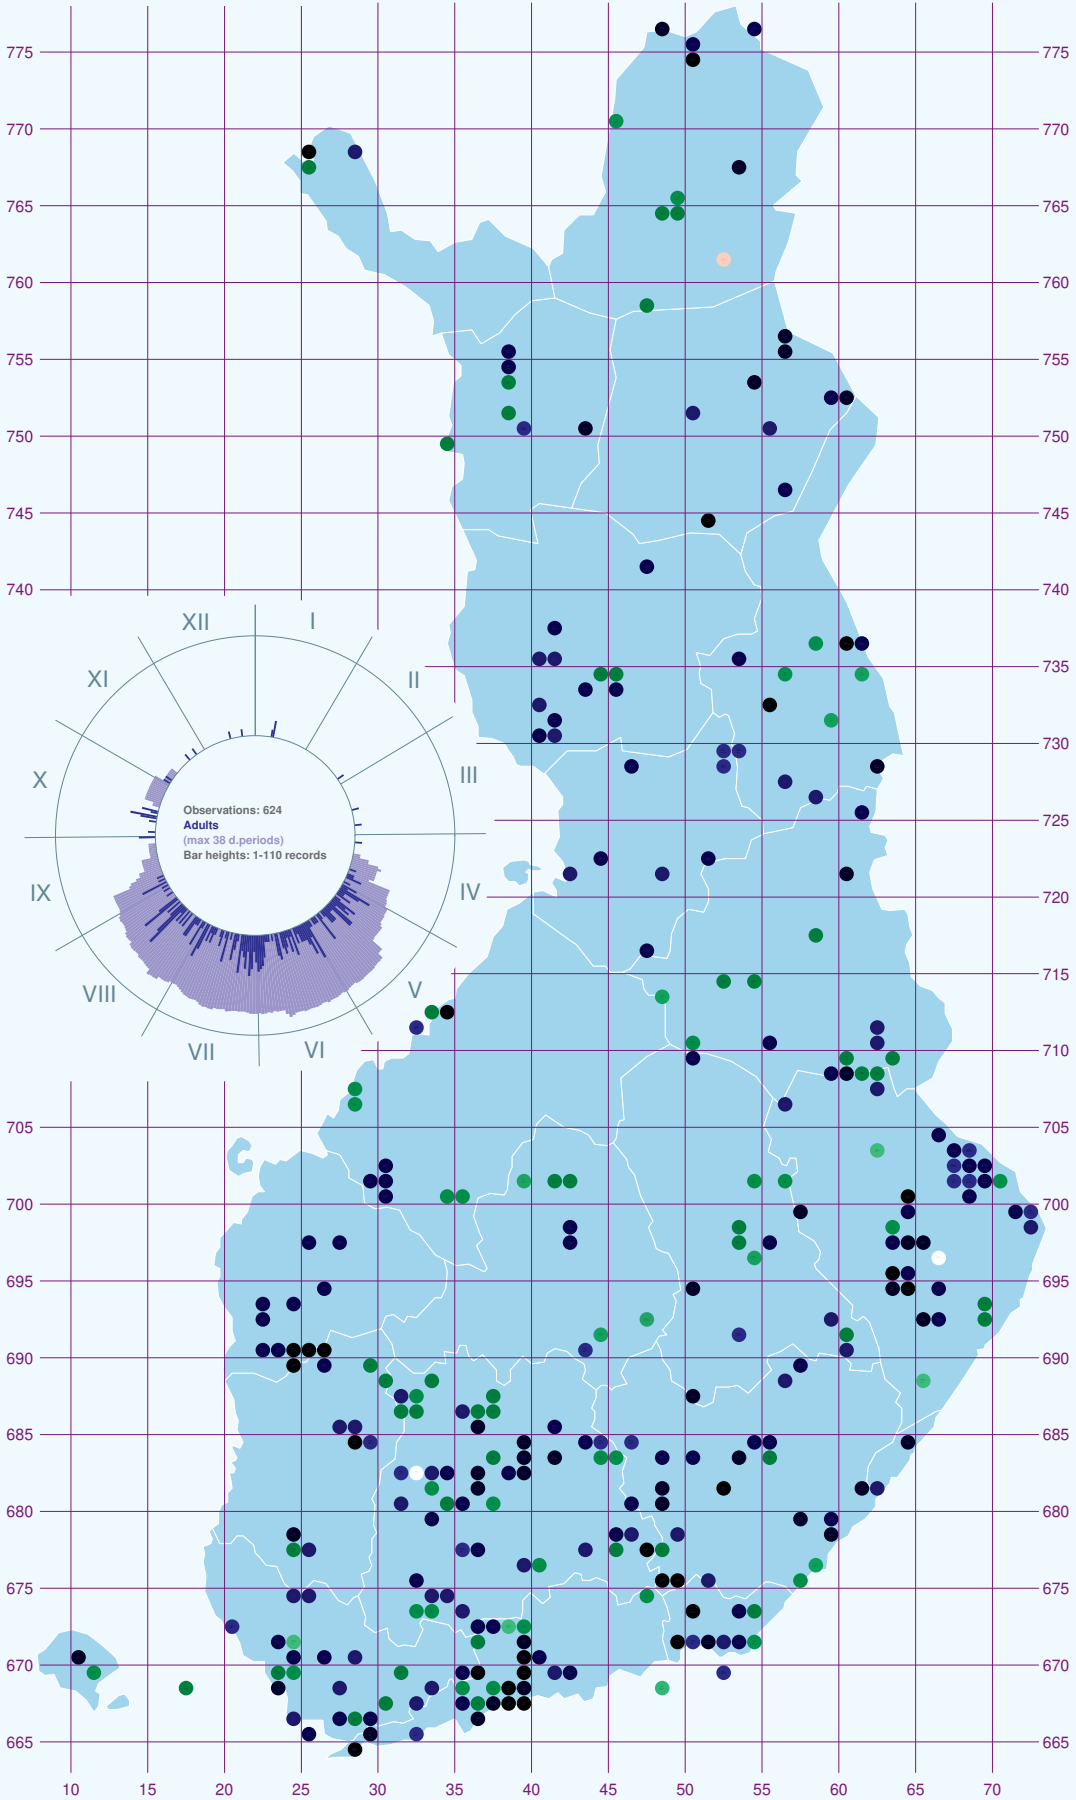 775 775
770 770
765 765
760 760
755 755
750 750
745 745
740 740
XII I
XI II
735
X III
730
Observations: 624
Adults
(max 38 d.periods)
Bar heights: 1-110 records
725
IX IV
720
VIII V
715
VII VI
710
705 705
700 700
695 695
690 690
685 685
680 680
675 675
670 670
665 665
10 15 20 25 30 35 40 45 50 55 60 65 70